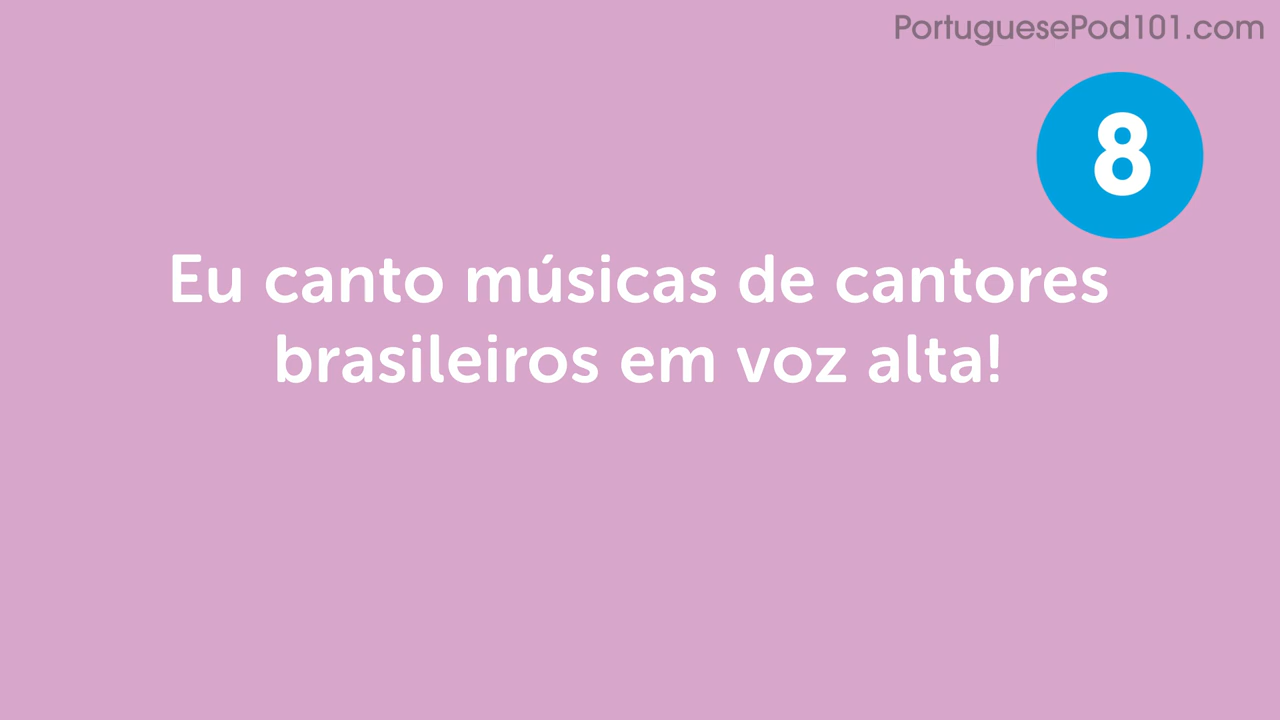 PortuguesePod101.com
8
Eu canto músicas de cantores
brasileiros em voz alta!